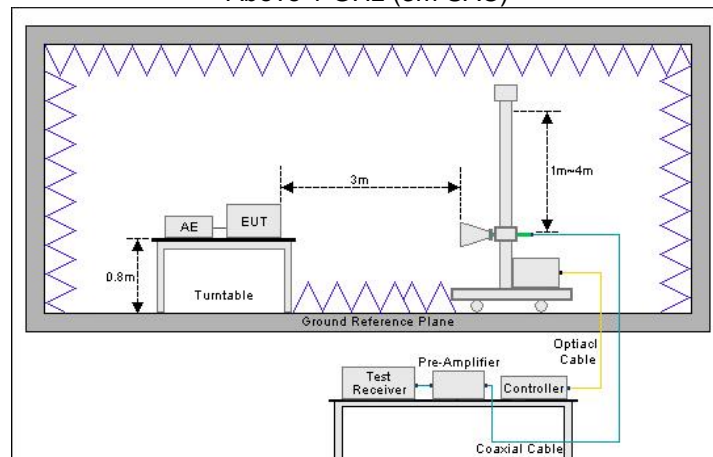 Above 1 GHz (3m SAC)
3m
1m~4m
AE
EUT
0.8m
Turntable
Ground Reference Plane
Optiacl
Cable
Pre-Amplifier
Test
Receiver
Controller
Coaxial Cable